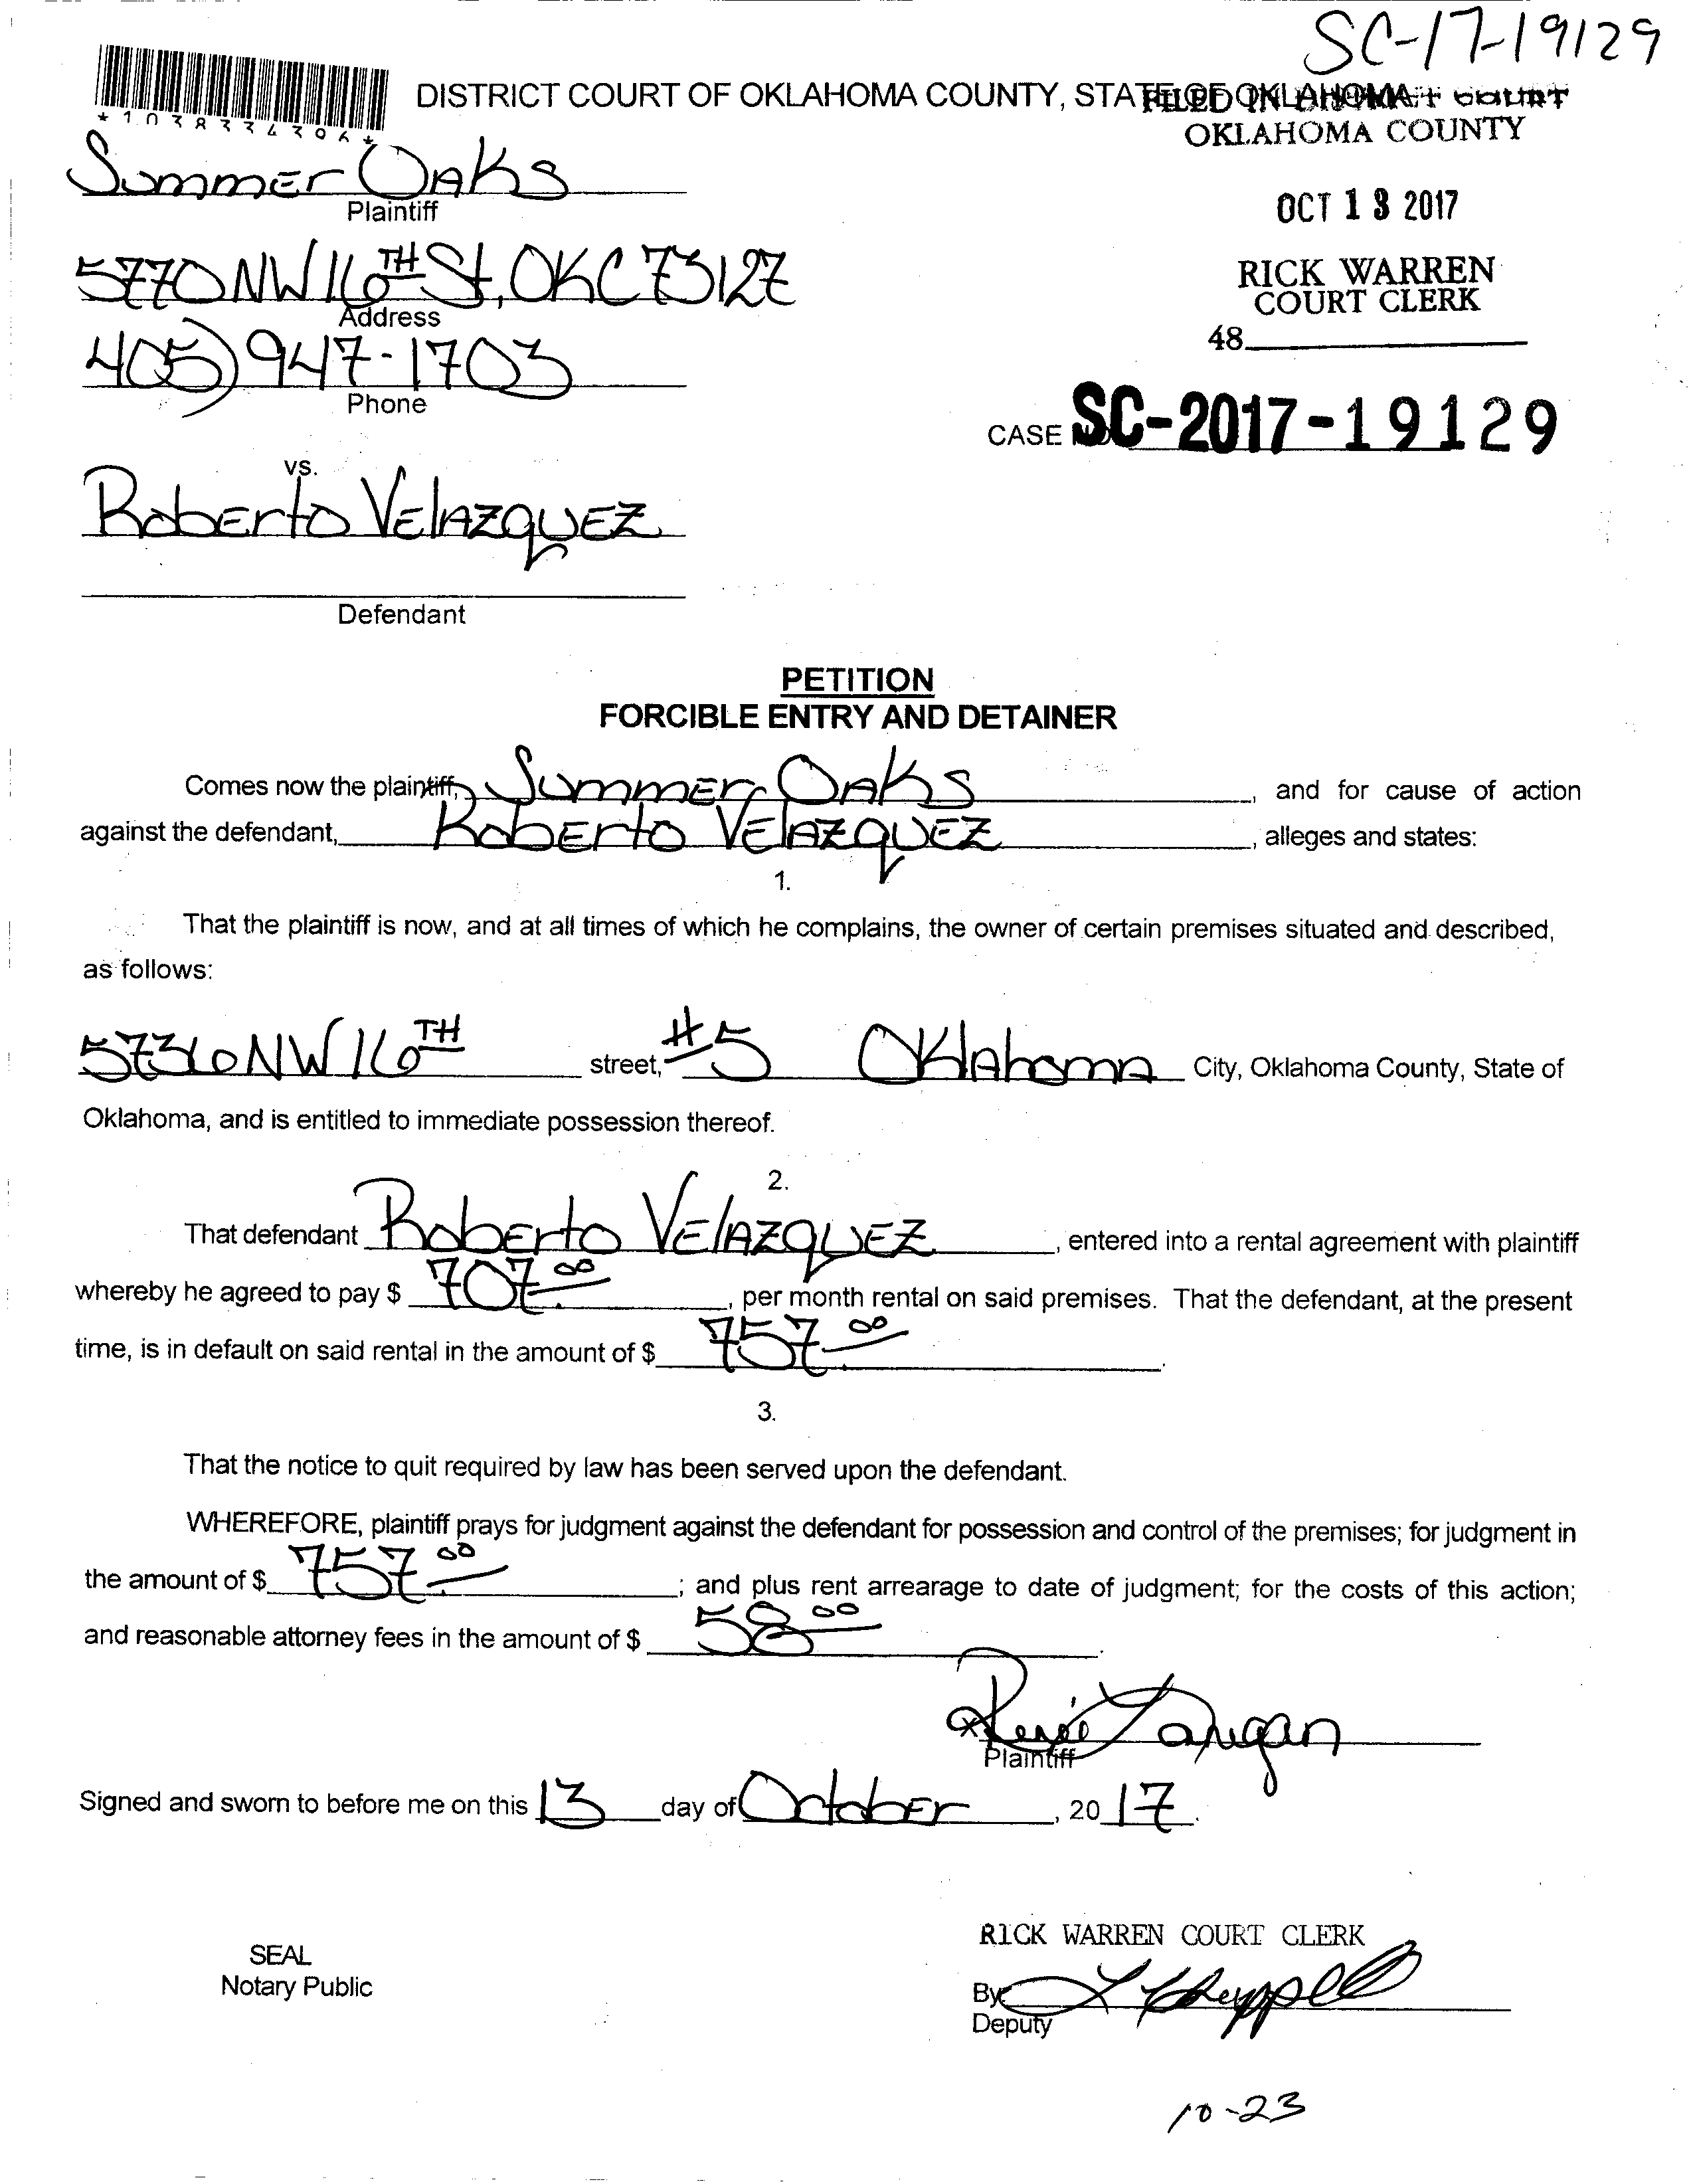 SC-17-19129
*1038334396*
DISTRICT COURT OF OKLAHOMA COUNTY, STATE OF OKLAHOMA
FILED IN DISTRICT COURT
OKLAHOMA COUNTY
Summer Oaks
Plaintiff
OCT 13 2017
5770 NW 16TH St, OKC 73127
Address
RICK WARREN
COURT CLERK
48
405) 947-1703
Phone
CASE NO. SC-2017-19129
vs.
Roberto Velazquez
Defendant
PETITION
FORCIBLE ENTRY AND DETAINER
Comes now the plaintiff, Summer Oaks, and for cause of action
against the defendant, Roberto Velazquez, alleges and states:
1.
That the plaintiff is now, and at all times of which he complains, the owner of certain premises situated and described,
as follows:
5736 NW 16TH street, #5 Oklahoma City, Oklahoma County, State of
Oklahoma, and is entitled to immediate possession thereof.
2.
That defendant Roberto Velazquez, entered into a rental agreement with plaintiff
whereby he agreed to pay $ 707.00, per month rental on said premises. That the defendant, at the present
time, is in default on said rental in the amount of $ 757.00.
3.
That the notice to quit required by law has been served upon the defendant.
WHEREFORE, plaintiff prays for judgment against the defendant for possession and control of the premises; for judgment in
the amount of $ 757.00; and plus rent arrearage to date of judgment; for the costs of this action;
and reasonable attorney fees in the amount of $ 58.00.
x Reneé Langan
Plaintiff
Signed and sworn to before me on this 13 day of October, 2017.
RICK WARREN COURT CLERK
SEAL
Notary Public
By:
Deputy
10-23